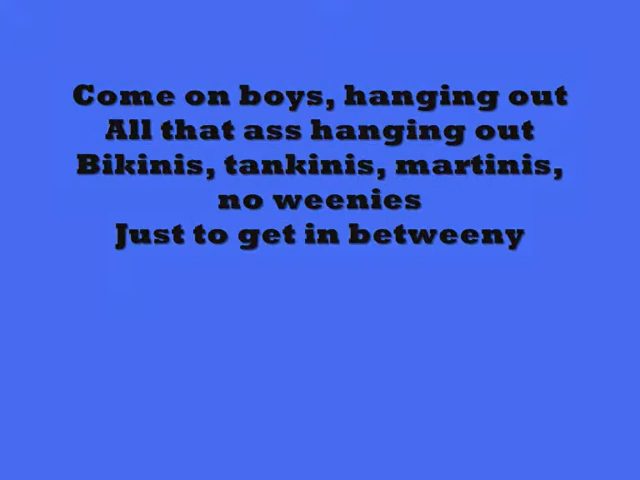 Come on boys, hanging out
All that ass hanging out
Bikinis, tankinis, martinis,
no weenies
Just to get in betweeny